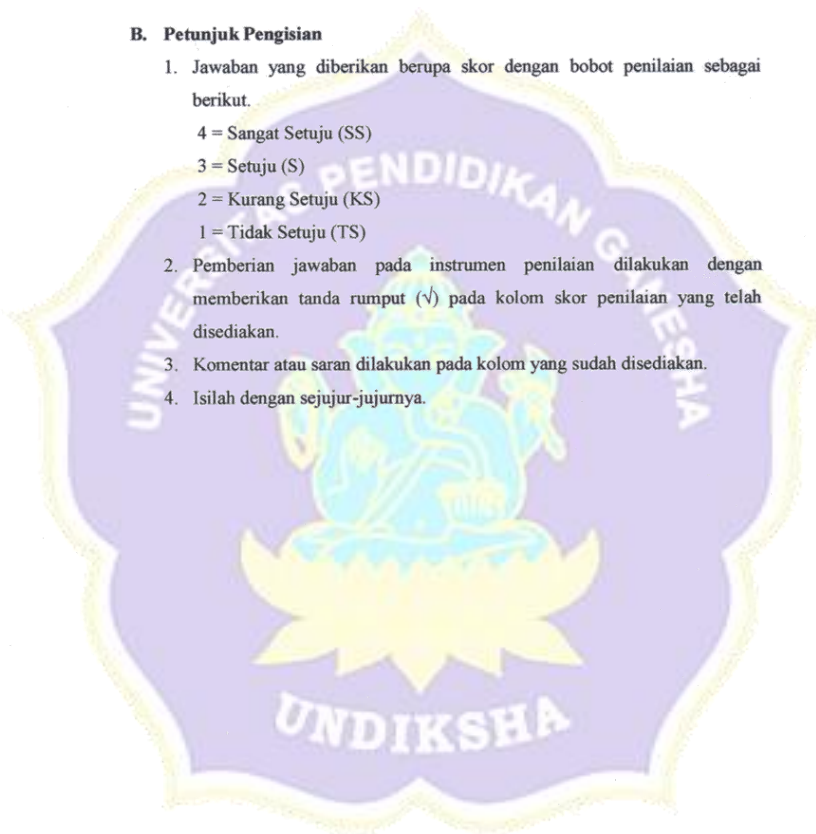 B. Petunjuk Pengisian
1. Jawaban yang diberikan berupa skor dengan bobot penilaian sebagai
berikut.
4 = Sangat Setuju (SS)
3 = Setuju (S)
2 = Kurang Setuju (KS)
1 = Tidak Setuju (TS)
2. Pemberian jawaban pada instrumen penilaian dilakukan dengan
memberikan tanda rumput (√) pada kolom skor penilaian yang telah
disediakan.
3. Komentar atau saran dilakukan pada kolom yang sudah disediakan.
4. Isilah dengan sejujur-jujurnya.
UNIVERSITAS PENDIDIKAN GANESHA
UNDIKSHA